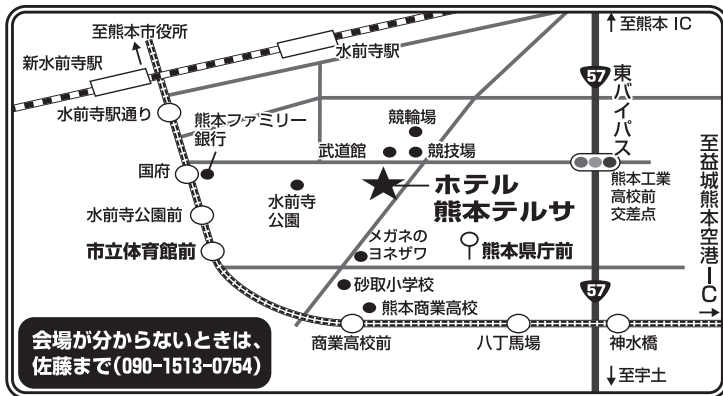 至熊本市役所
至熊本 IC
新水前寺駅
水前寺駅
57
東バイパス
水前寺駅通り
熊本ファミリー
銀行
競輪場
武道館
競技場
国府
熊本工業
高校前
交差点
至益城熊本空港IC
水前寺
公園
ホテル
熊本テルサ
水前寺公園前
メガネの
ヨネザワ
熊本県庁前
市立体育館前
砂取小学校
57
熊本商業高校
会場が分からないときは、
佐藤まで(090-1513-0754)
商業高校前
八丁馬場
神水橋
至宇土